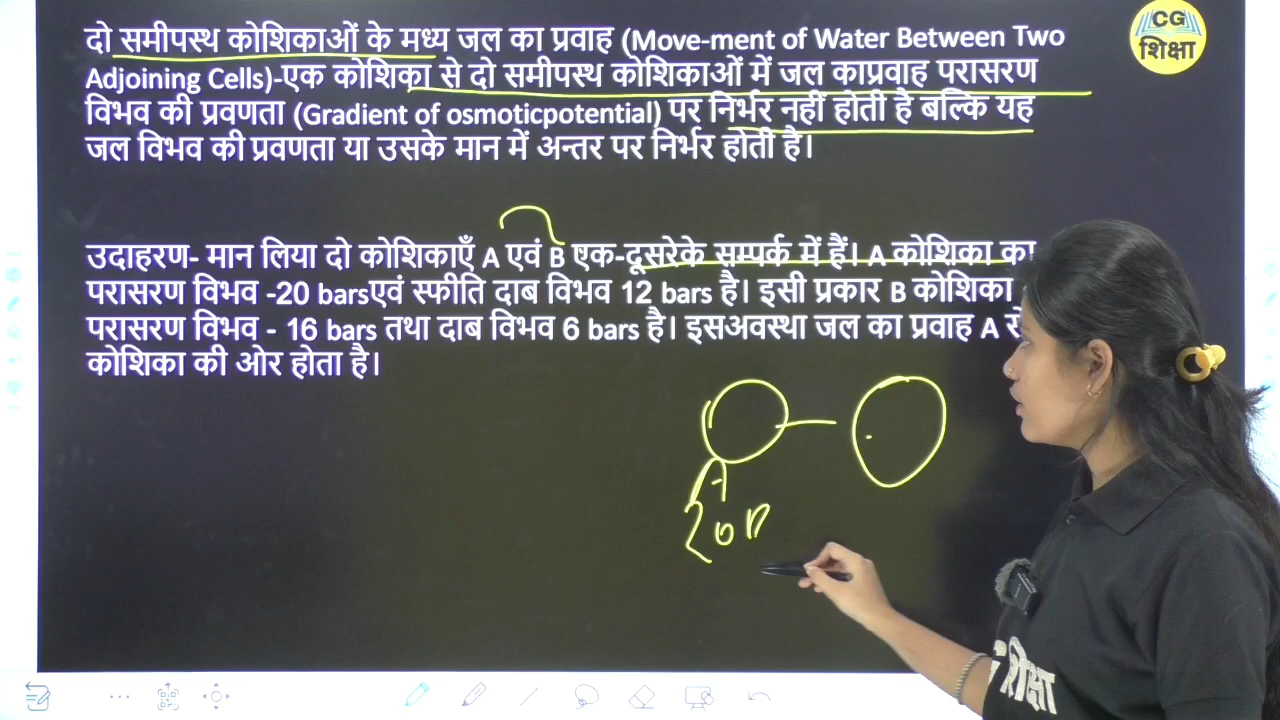 CG
शिक्षा
दो समीपस्थ कोशिकाओं के मध्य जल का प्रवाह (Move-ment of Water Between Two
Adjoining Cells)-एक कोशिका से दो समीपस्थ कोशिकाओं में जल काप्रवाह परासरण
विभव की प्रवणता (Gradient of osmoticpotential) पर निर्भर नहीं होती है बल्कि यह
जल विभव की प्रवणता या उसके मान में अन्तर पर निर्भर होती है।
उदाहरण- मान लिया दो कोशिकाएँ A एवं B एक-दूसरेके सम्पर्क में हैं। A कोशिका का
परासरण विभव -20 barsएवं स्फीति दाब विभव 12 bars है। इसी प्रकार B कोशिका
परासरण विभव - 16 bars तथा दाब विभव 6 bars है। इसअवस्था जल का प्रवाह A से
कोशिका की ओर होता है।
20
शिक्षा